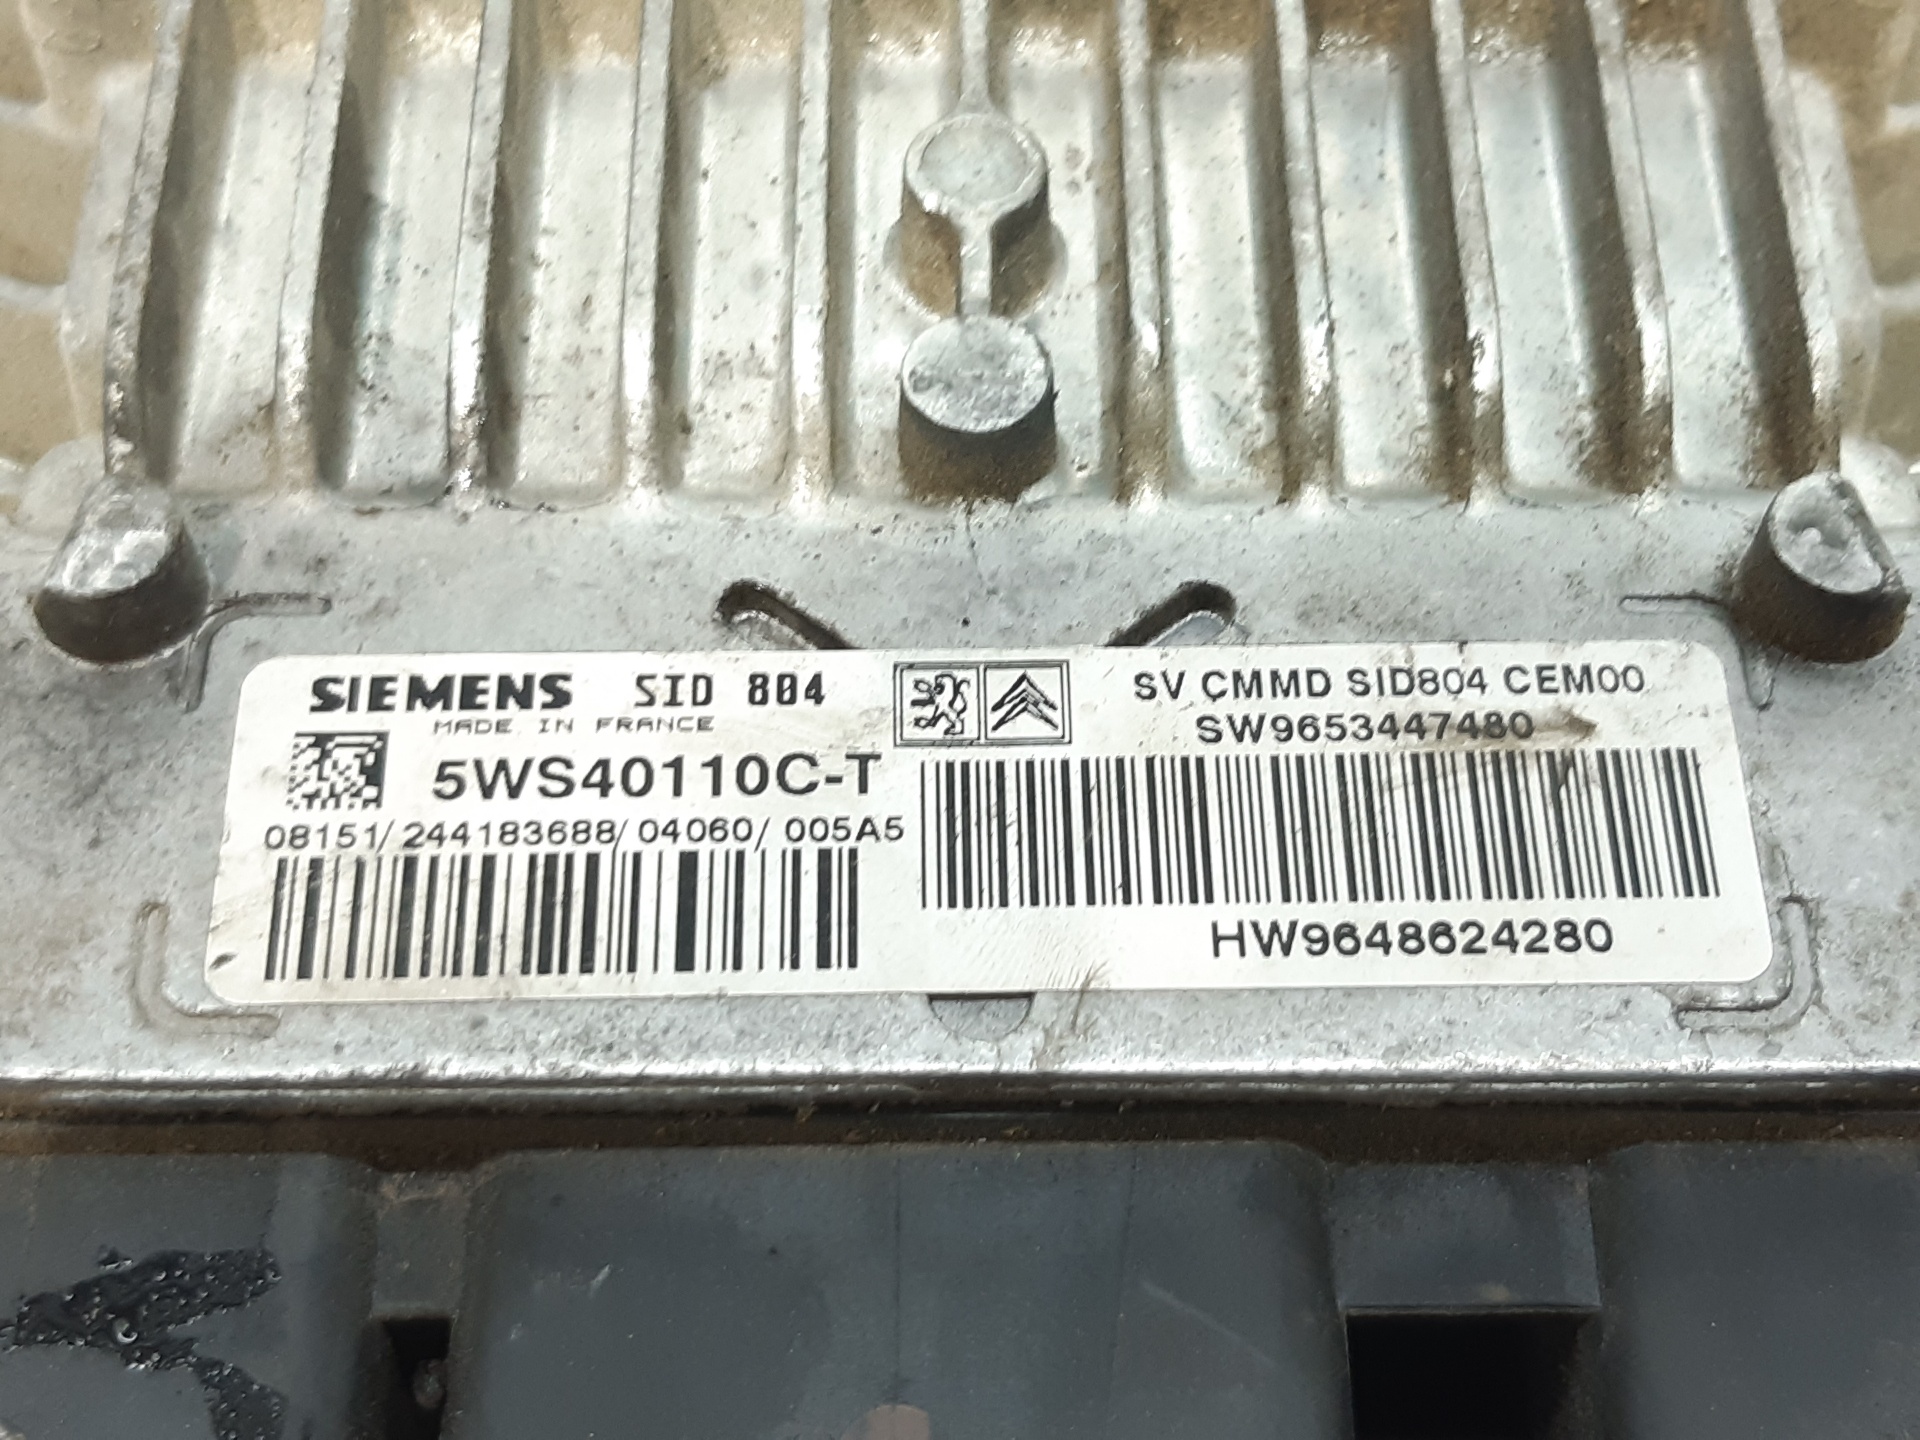 SIEMENS SID 804
MADE IN FRANCE
5WS40110C-T
08151/244183688/04060/005A5
SV CMMD SID804 CEM00
SW9653447480
HW9648624280